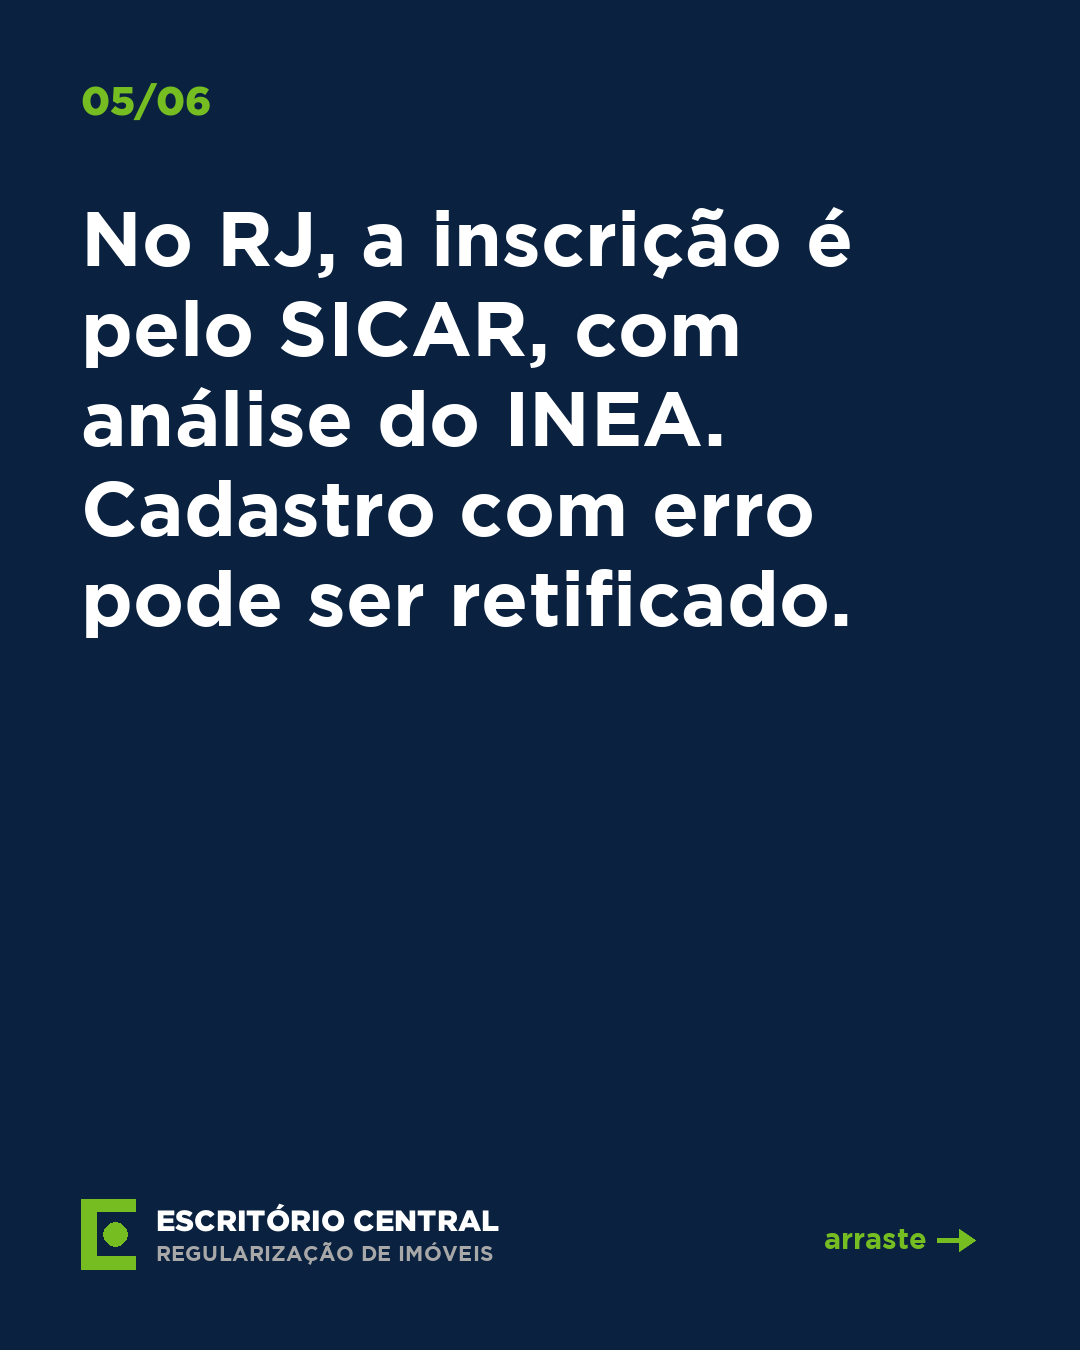 05/06
No RJ, a inscrição é
pelo SICAR, com
análise do INEA.
Cadastro com erro
pode ser retificado.
ESCRITÓRIO CENTRAL
REGULARIZAÇÃO DE IMÓVEIS
arraste